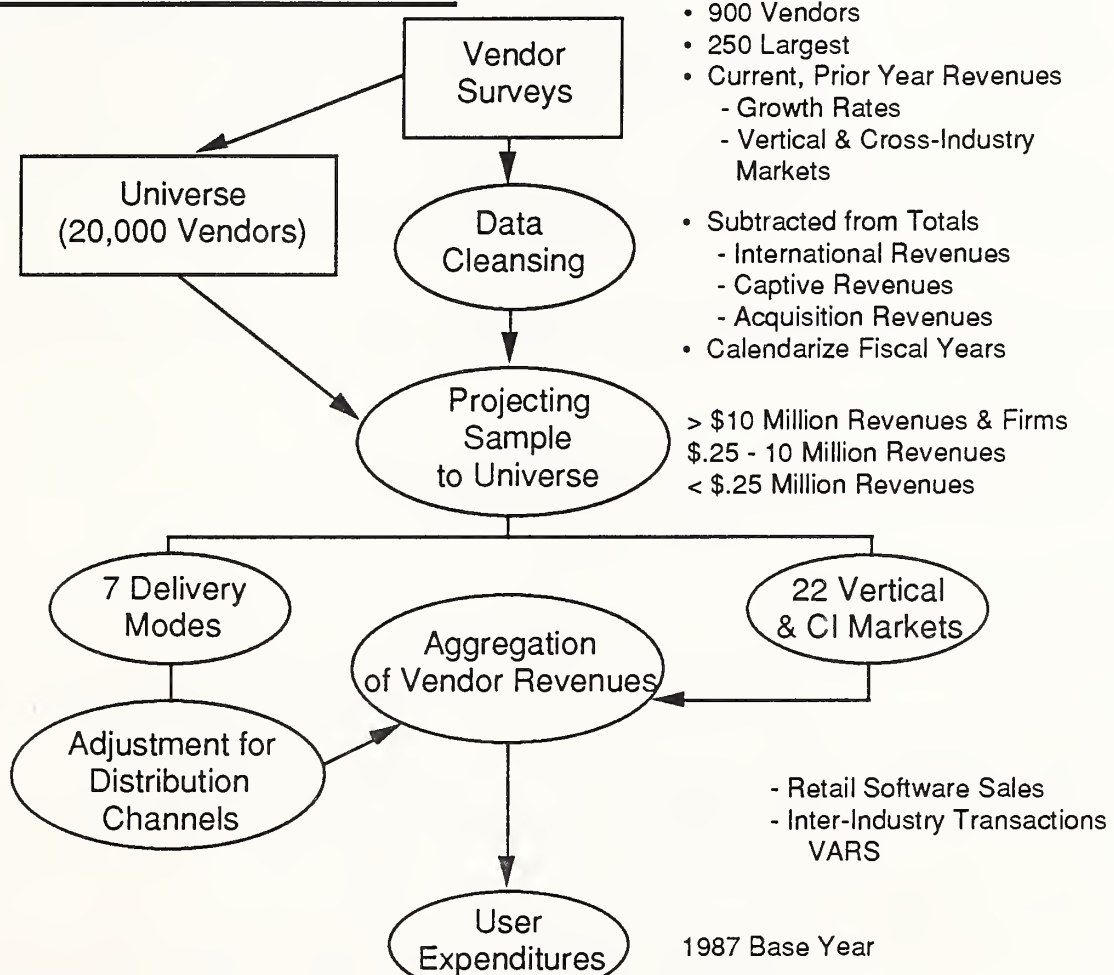 Vendor
Surveys
• 900 Vendors
• 250 Largest
• Current, Prior Year Revenues
- Growth Rates
- Vertical & Cross-Industry
Markets
Universe
(20,000 Vendors)
Data
Cleansing
• Subtracted from Totals
- International Revenues
- Captive Revenues
- Acquisition Revenues
• Calendarize Fiscal Years
Projecting
Sample
to Universe
> $10 Million Revenues & Firms
$.25 - 10 Million Revenues
< $.25 Million Revenues
7 Delivery
Modes
Aggregation
of Vendor Revenues
22 Vertical
& CI Markets
Adjustment for
Distribution
Channels
- Retail Software Sales
- Inter-Industry Transactions
VARS
User
Expenditures
1987 Base Year